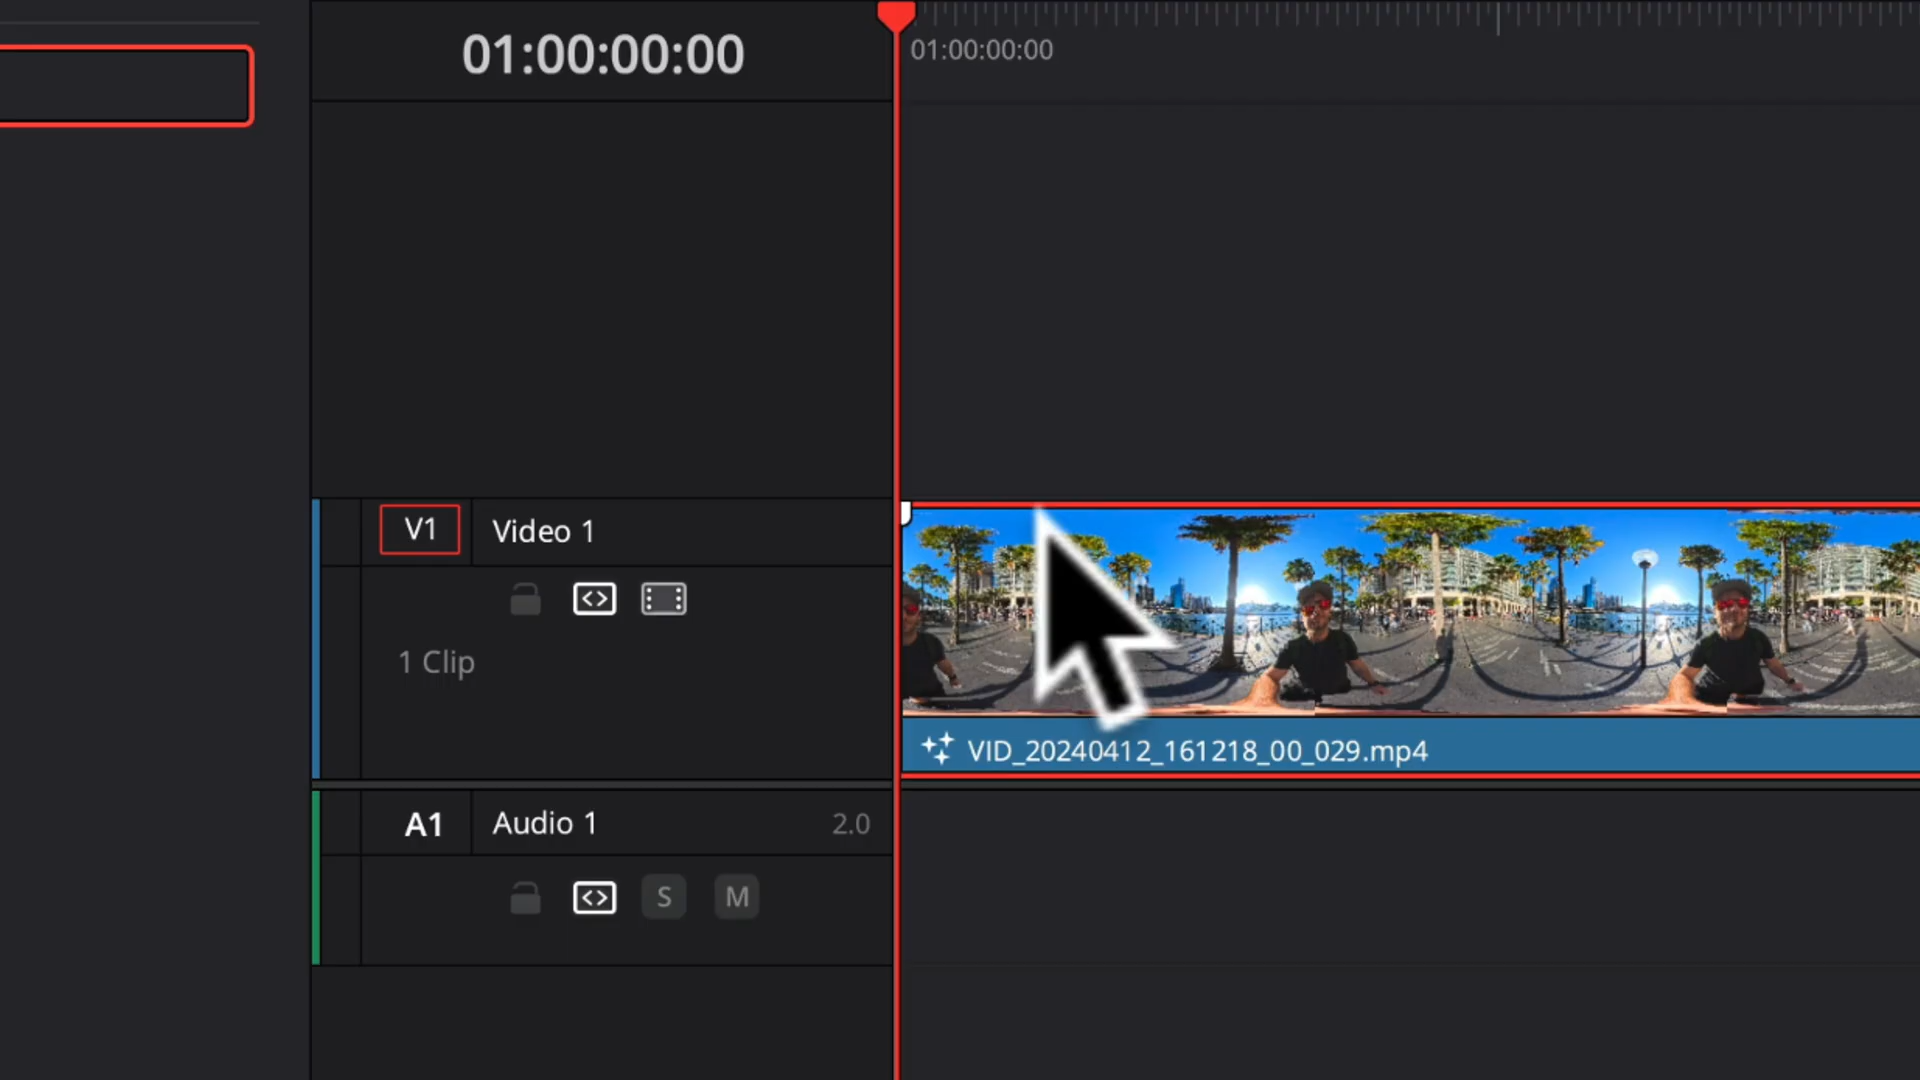 01:00:00:00
01:00:00:00
V1
Video 1
1 Clip
VID_20240412_161218_00_029.mp4
A1
Audio 1
2.0
S
M